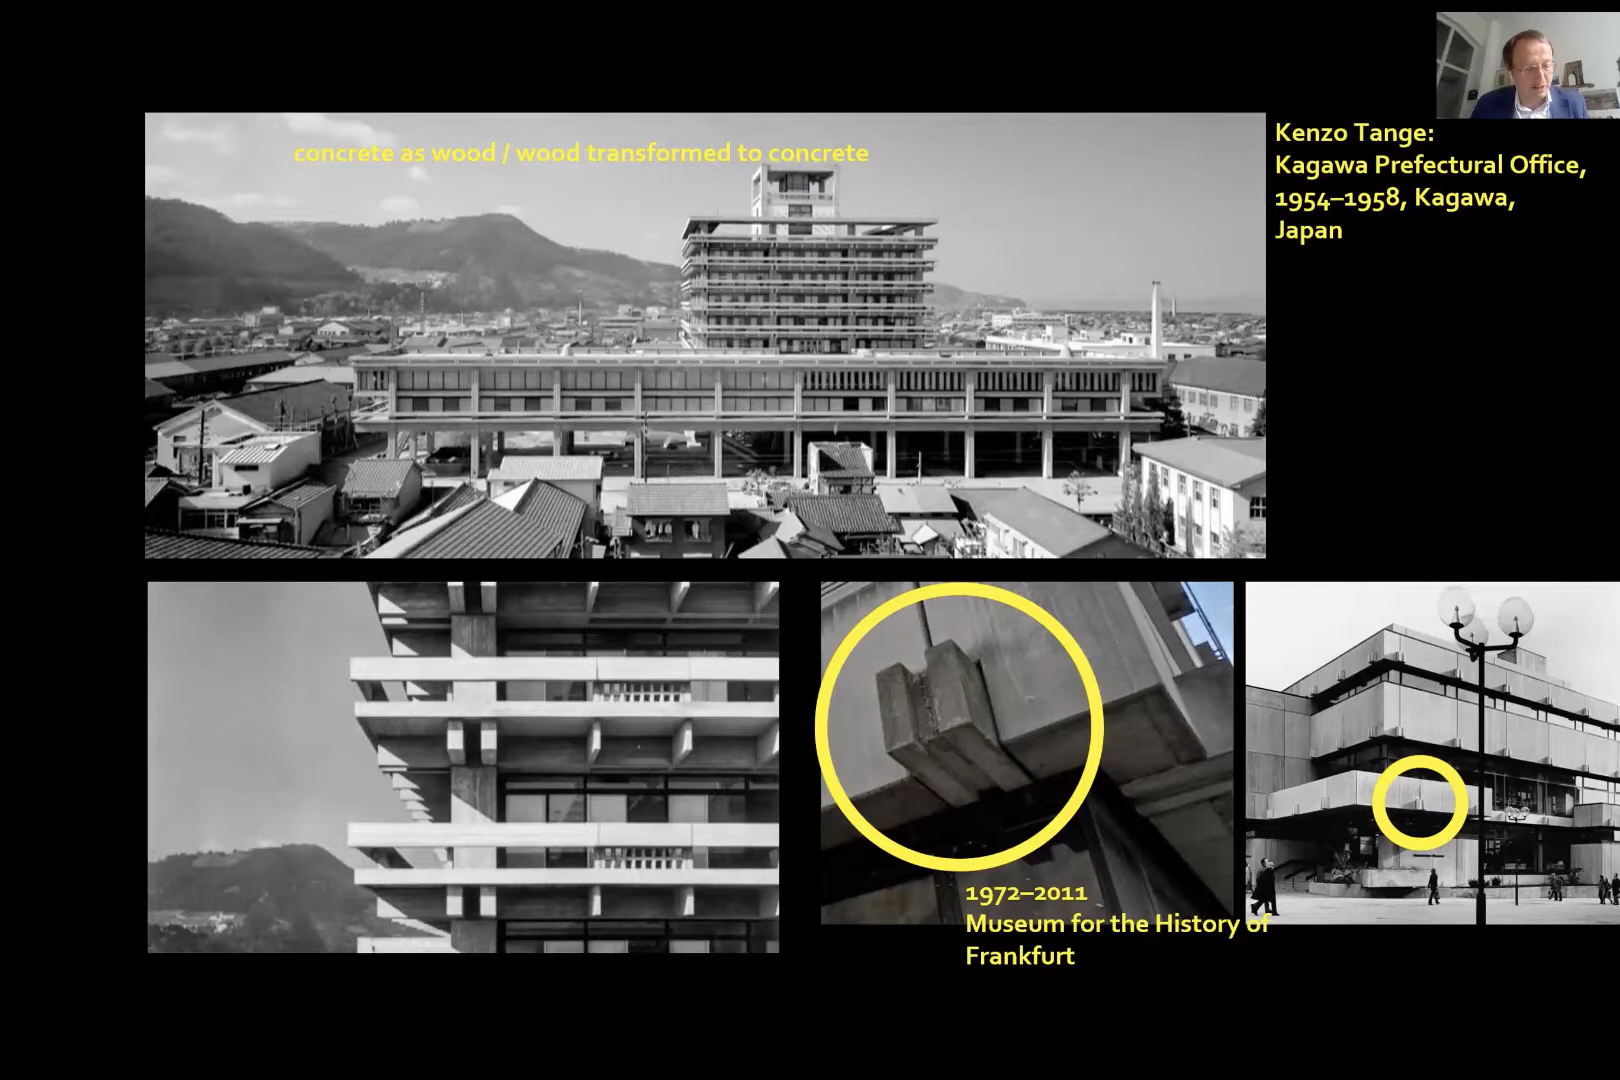 concrete as wood / wood transformed to concrete
Kenzo Tange:
Kagawa Prefectural Office,
1954–1958, Kagawa,
Japan
1972–2011
Museum for the History of
Frankfurt